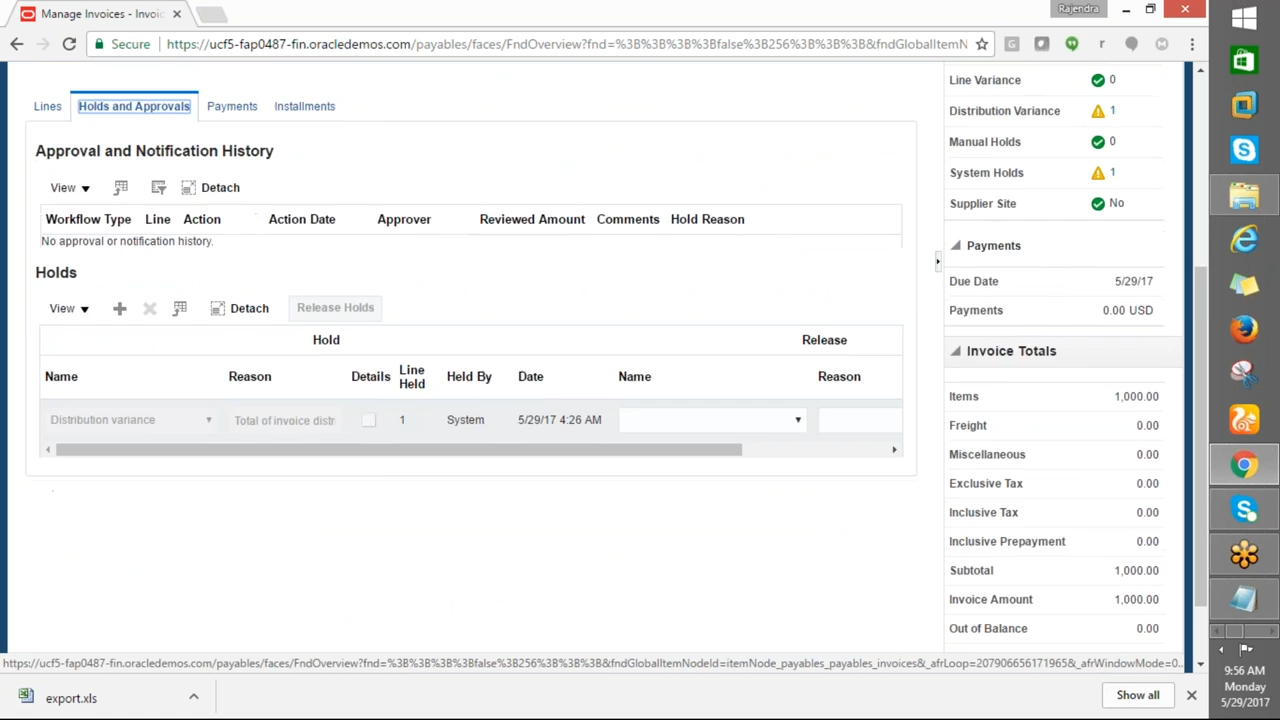 Manage Invoices - Invoic
Rajendra
Secure
https://ucf5-fap0487-fin.oracledemos.com/payables/faces/FndOverview?fnd=%3B%3B%3B%3Bfalse%3B256%3B%3B%3B&fndGlobalItemN
Lines
Holds and Approvals
Payments
Installments
Approval and Notification History
View
Detach
Workflow Type Line Action Action Date Approver Reviewed Amount Comments Hold Reason
No approval or notification history.
Holds
View
Detach
Release Holds
Hold Release
Name Reason Details Line Held Held By Date Name Reason
Distribution variance Total of invoice distr 1 System 5/29/17 4:26 AM
Line Variance 0
Distribution Variance 1
Manual Holds 0
System Holds 1
Supplier Site No
Payments
Due Date 5/29/17
Payments 0.00 USD
Invoice Totals
Items 1,000.00
Freight 0.00
Miscellaneous 0.00
Exclusive Tax 0.00
Inclusive Tax 0.00
Inclusive Prepayment 0.00
Subtotal 1,000.00
Invoice Amount 1,000.00
Out of Balance 0.00
https://ucf5-fap0487-fin.oracledemos.com/payables/faces/FndOverview?fnd=%3B%3B%3B%3Bfalse%3B256%3B%3B%3B&fndGlobalItemNodeId=itemNode_payables_payables_invoices&_afrLoop=207906656171965&_afrWindowMode=0...
export.xls
Show all
9:56 AM
Monday
5/29/2017